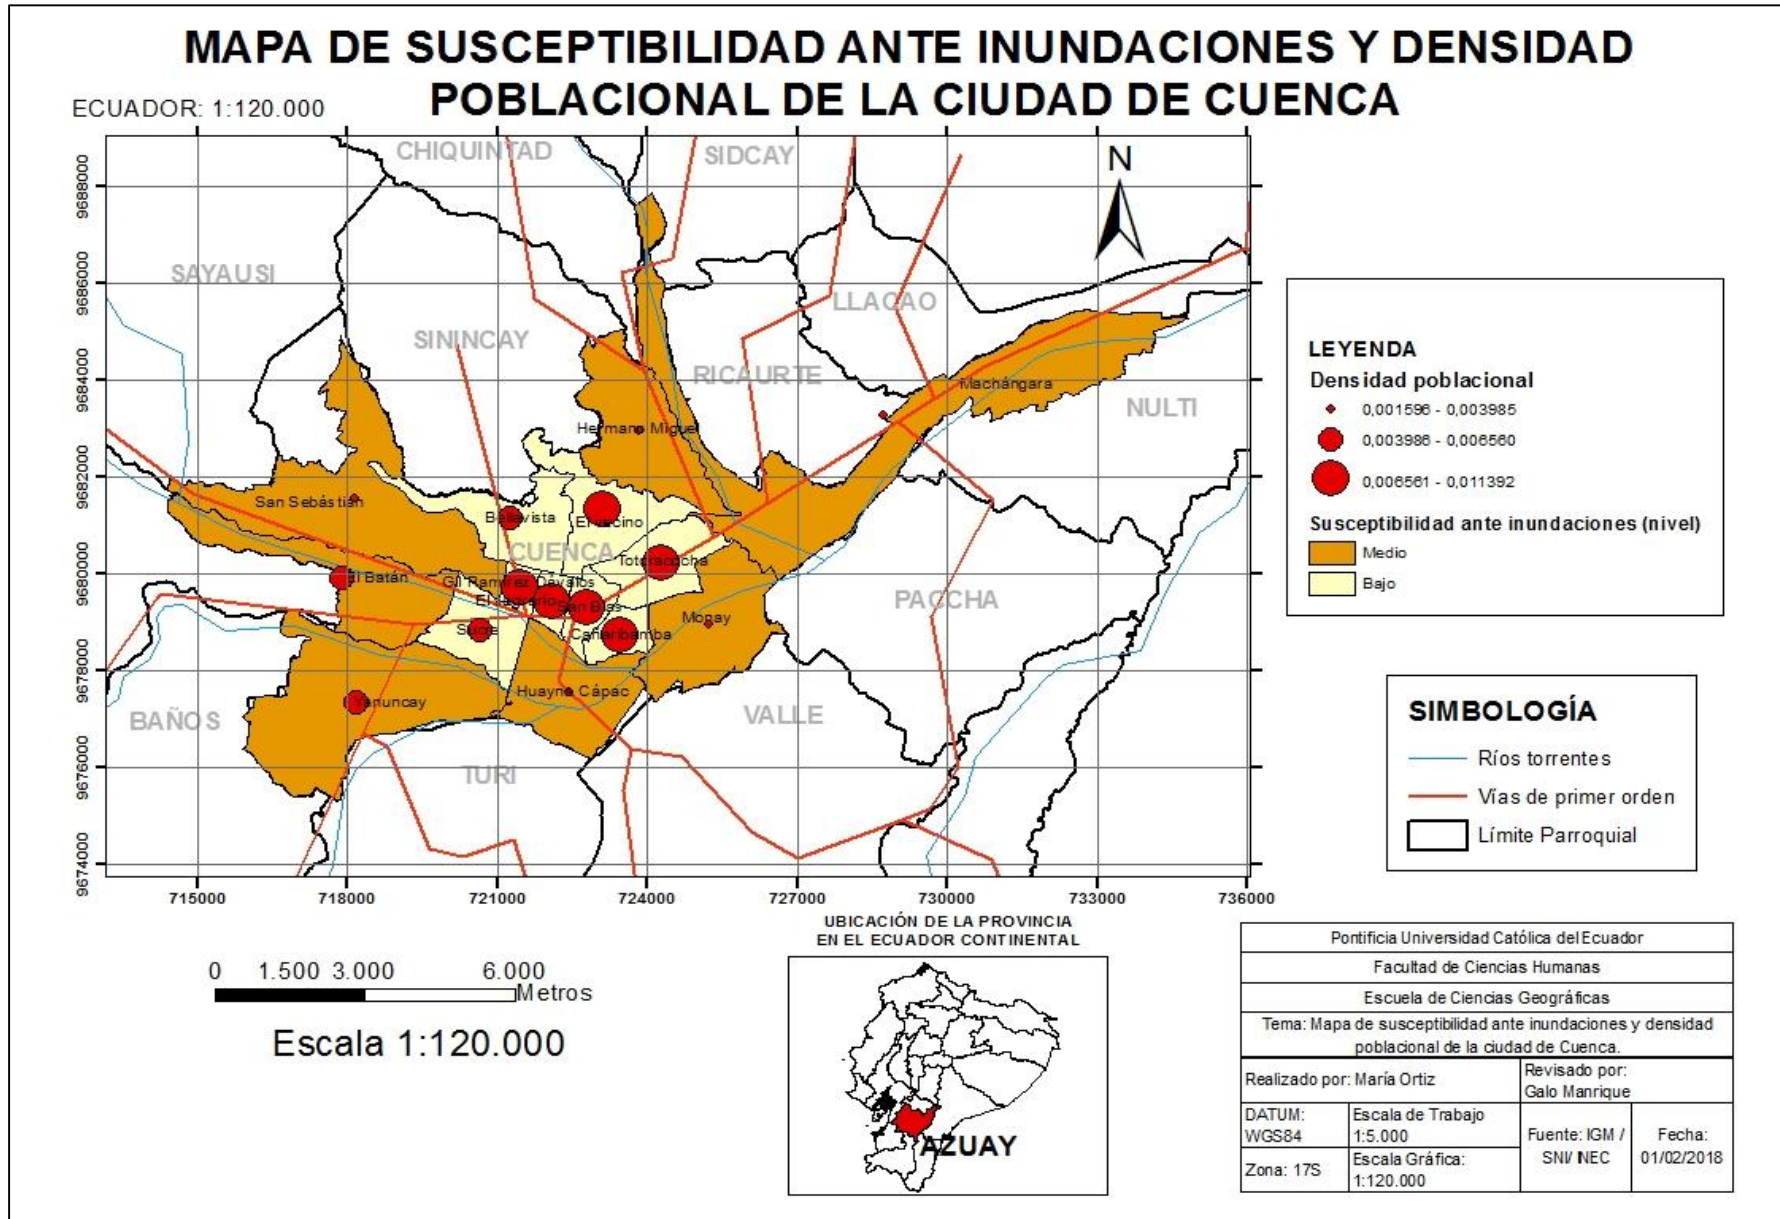 MAPA DE SUSCEPTIBILIDAD ANTE INUNDACIONES Y DENSIDAD
POBLACIONAL DE LA CIUDAD DE CUENCA
ECUADOR: 1:120.000
CHIQUINTAD
SIDCAY
N
SAYAUSI
SININCAY
LLACAO
RICAURTE
NULTI
Machángara
Hermano Miguel
San Sebástian
Bellavista
El Vecino
CUENCA
Totoracocha
El Batán
Gil Ramírez Dávalos
El Sagrario
San Blas
PACCHA
Sucre
Cañaribamba
Monay
Yanuncay
Huayna Cápac
BAÑOS
VALLE
TURI
9688000
9686000
9684000
9682000
9680000
9678000
9676000
9674000
715000
718000
721000
724000
727000
730000
733000
736000
LEYENDA
Densidad poblacional
0,001596 - 0,003985
0,003986 - 0,006560
0,006561 - 0,011392
Susceptibilidad ante inundaciones (nivel)
Medio
Bajo
SIMBOLOGÍA
Ríos torrentes
Vías de primer orden
Límite Parroquial
0 1.500 3.000 6.000
Metros
Escala 1:120.000
UBICACIÓN DE LA PROVINCIA
EN EL ECUADOR CONTINENTAL
AZUAY
Pontificia Universidad Católica del Ecuador
Facultad de Ciencias Humanas
Escuela de Ciencias Geográficas
Tema: Mapa de susceptibilidad ante inundaciones y densidad
poblacional de la ciudad de Cuenca.
Realizado por: María Ortiz
Revisado por:
Galo Manrique
DATUM:
WGS84
Escala de Trabajo
1:5.000
Fuente: IGM /
SNI/ INEC
Fecha:
01/02/2018
Zona: 17S
Escala Gráfica:
1:120.000